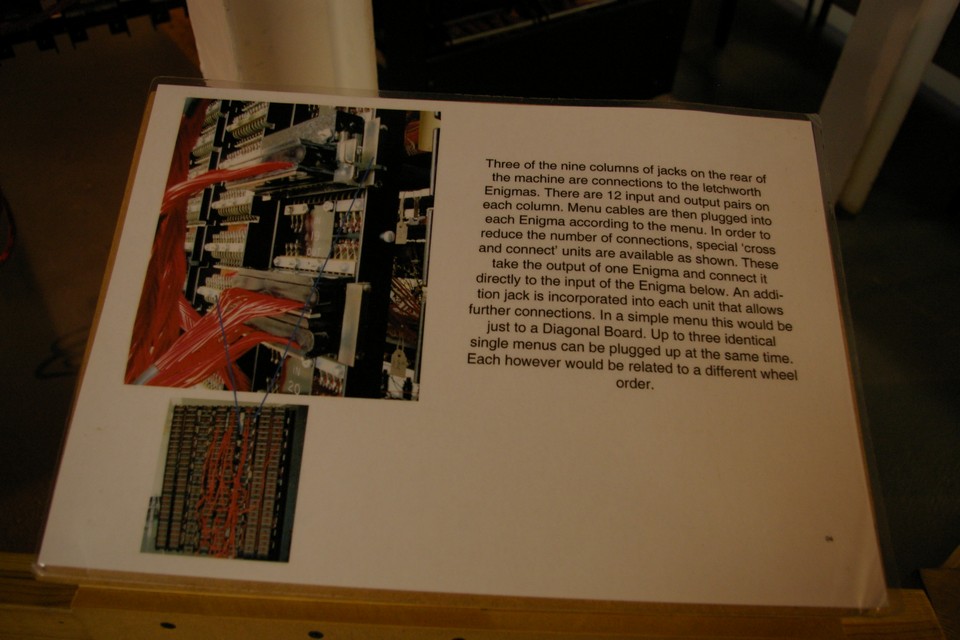 Three of the nine columns of jacks on the rear of
the machine are connections to the letchworth
Enigmas. There are 12 input and output pairs on
each column. Menu cables are then plugged into
each Enigma according to the menu. In order to
reduce the number of connections, special 'cross
and connect' units are available as shown. These
take the output of one Enigma and connect it
directly to the input of the Enigma below. An addi-
tion jack is incorporated into each unit that allows
further connections. In a simple menu this would be
just to a Diagonal Board. Up to three identical
single menus can be plugged up at the same time.
Each however would be related to a different wheel
order.
20